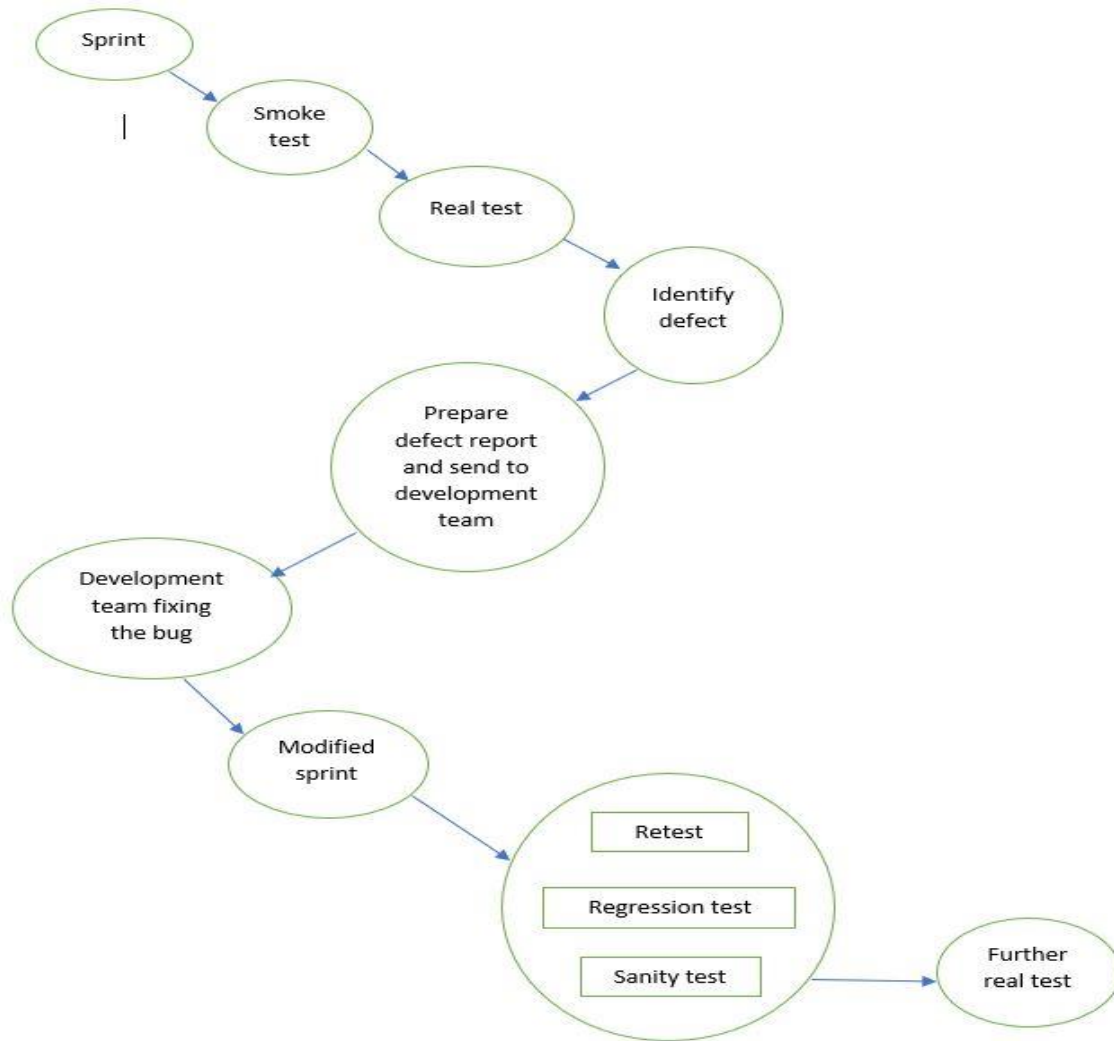 Sprint
Smoke
test
Real test
Identify
defect
Prepare
defect report
and send to
development
team
Development
team fixing
the bug
Modified
sprint
Retest
Regression test
Sanity test
Further
real test